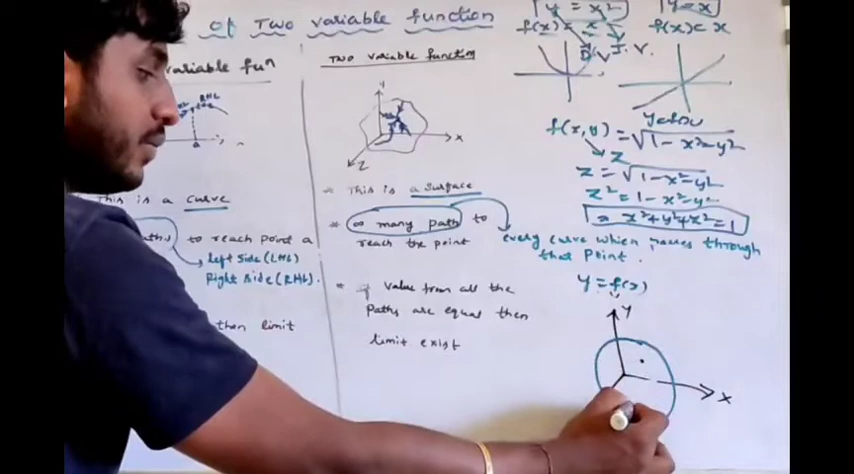 of Two variable function
variable fun
RHL
a
This is a curve
to reach point a
left side (LHL)
Right side (RHL).
then limit
Two variable function
Y
X
Z
* This is a surface
* ∞ many path to
reach the point
every curve which passes through
that point.
* if value from all the
paths are equal then
limit exist
y = x²
y = x
f(x) = x²
f(x) = x
D.V I.V.
f(x,y) = √1 - x² - y²
z
z = √1 - x² - y²
z² = 1 - x² - y²
= x² + y² + z² = 1
y = f(x)
Y
X